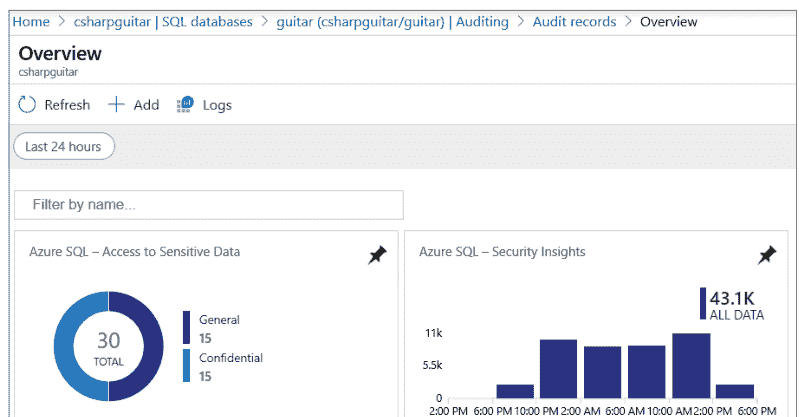 Home > csharpguitar | SQL databases > guitar (csharpguitar/guitar) | Auditing > Audit records > Overview
Overview
csharpguitar
Refresh + Add Logs
Last 24 hours
Filter by name...
Azure SQL – Access to Sensitive Data
30
TOTAL
General
15
Confidential
15
Azure SQL – Security Insights
43.1K
ALL DATA
11k
5.5k
0
2:00 PM 6:00 PM 10:00 PM 2:00 AM 6:00 AM 10:00 AM 2:00 PM 6:00 PM